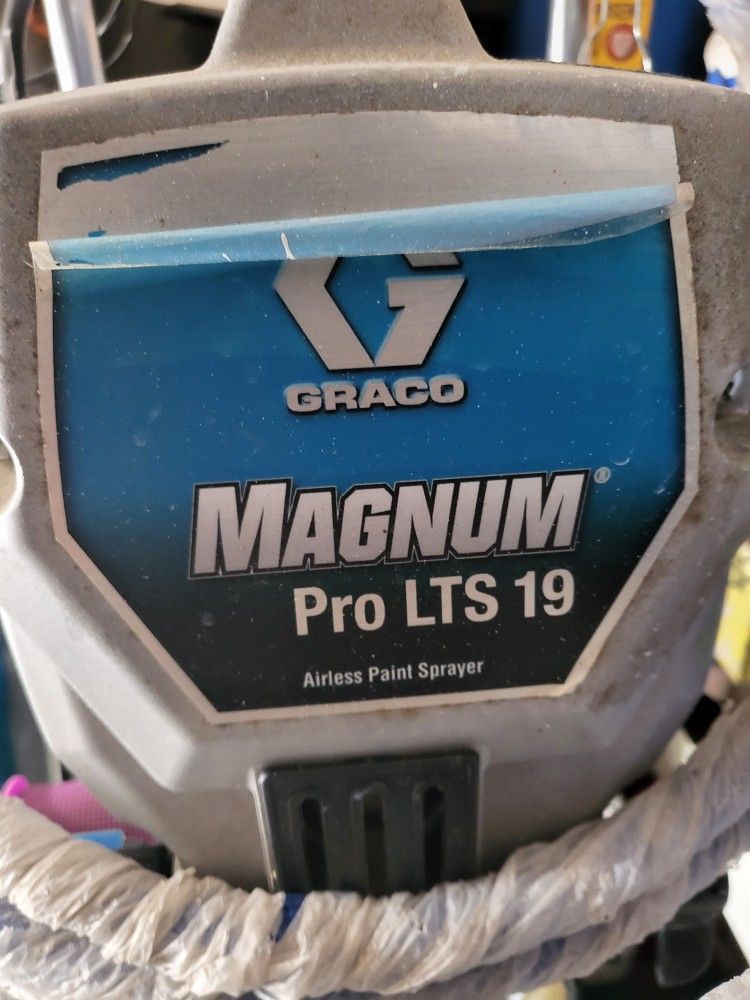 GRACO
MAGNUM®
Pro LTS 19
Airless Paint Sprayer